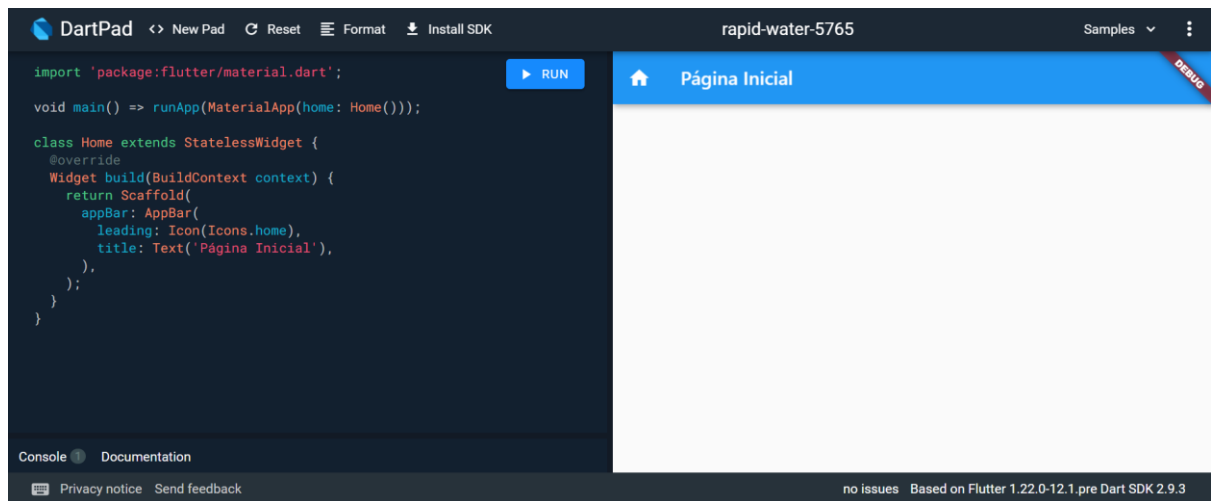 DartPad <> New Pad Reset Format Install SDK rapid-water-5765 Samples
import 'package:flutter/material.dart';
RUN
void main() => runApp(MaterialApp(home: Home()));
class Home extends StatelessWidget {
@override
Widget build(BuildContext context) {
return Scaffold(
appBar: AppBar(
leading: Icon(Icons.home),
title: Text('Página Inicial'),
),
);
}
}
Página Inicial
DEBUG
Console 1 Documentation
Privacy notice Send feedback
no issues Based on Flutter 1.22.0-12.1.pre Dart SDK 2.9.3